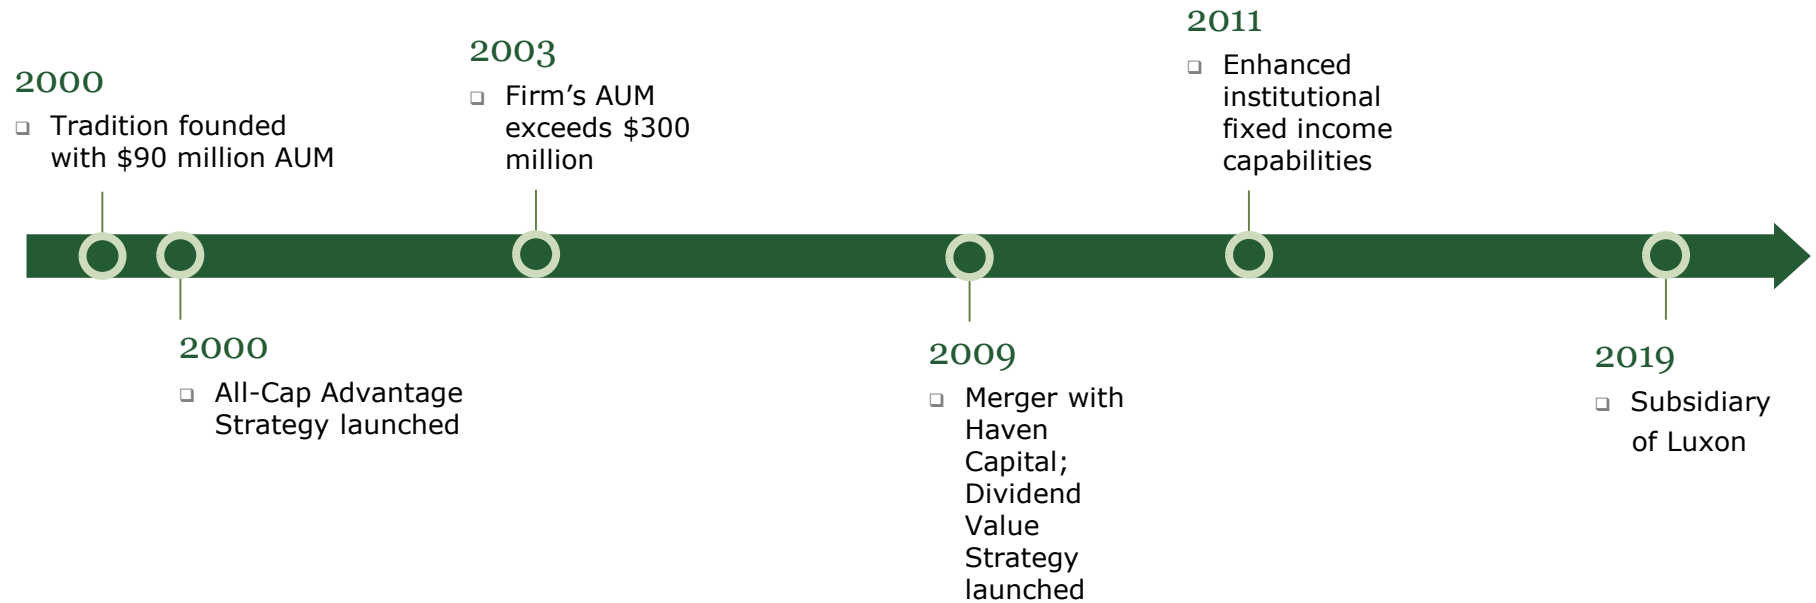 2000
❑ Tradition founded
with $90 million AUM
2000
❑ All-Cap Advantage
Strategy launched
2003
❑ Firm’s AUM
exceeds $300
million
2009
❑ Merger with
Haven
Capital;
Dividend
Value
Strategy
launched
2011
❑ Enhanced
institutional
fixed income
capabilities
2019
❑ Subsidiary
of Luxon